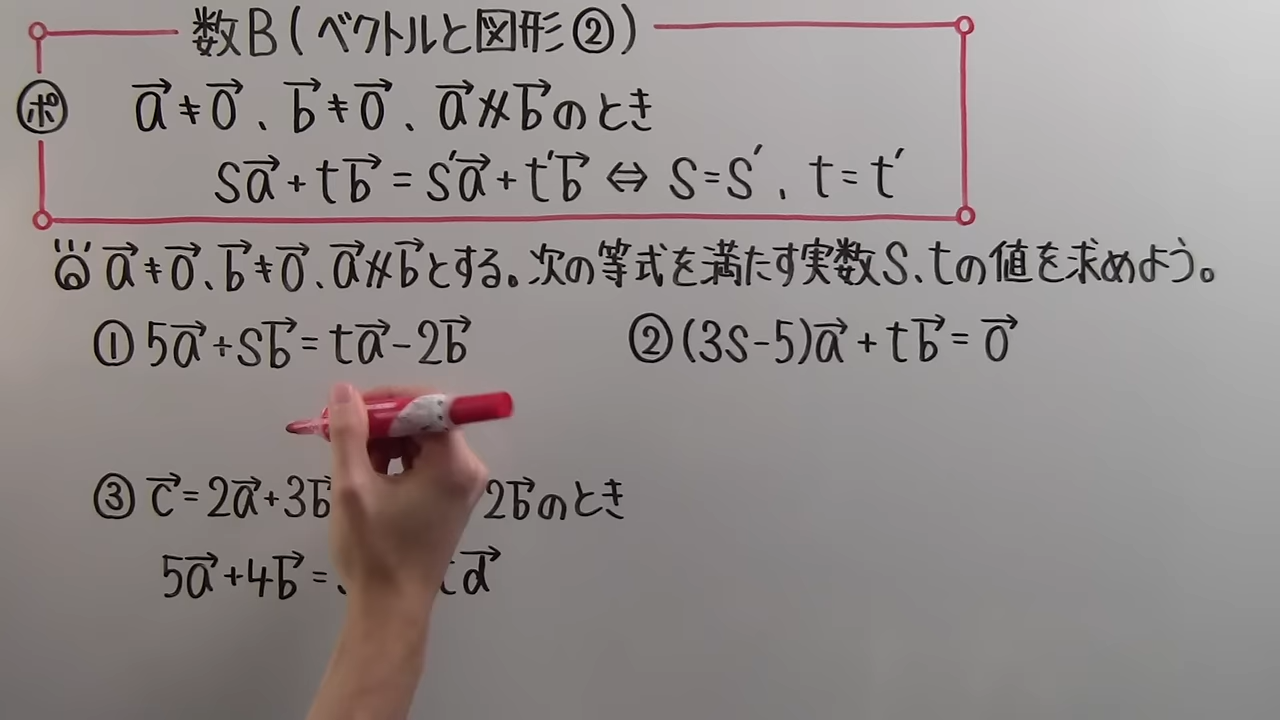 数B(ベクトルと図形②)
ポ a⃗≠0⃗、b⃗≠0⃗、a⃗∦b⃗のとき
sa⃗+tb⃗=s′a⃗+t′b⃗⇔s=s′、t=t′
a⃗≠0⃗、b⃗≠0⃗、a⃗∦b⃗とする。次の等式を満たす実数s、tの値を求めよう。
①5a⃗+sb⃗=ta⃗-2b⃗ ②(3s-5)a⃗+tb⃗=0⃗
③c⃗=2a⃗+3b⃗ 2b⃗のとき
5a⃗+4b⃗= td⃗